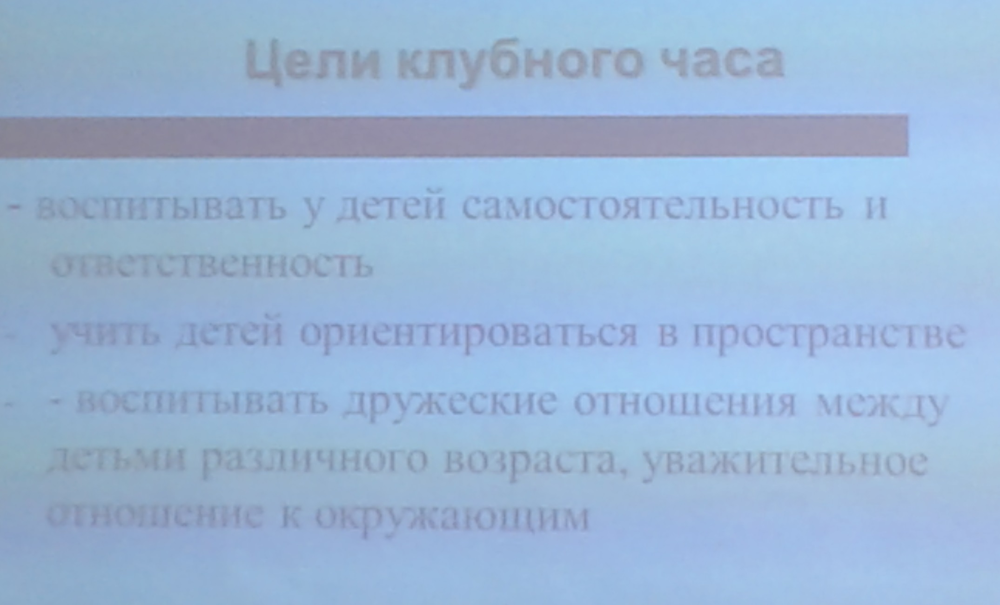 Цели клубного часа
- воспитывать у детей самостоятельность и
ответственность
- учить детей ориентироваться в пространстве
- - воспитывать дружеские отношения между
детьми различного возраста, уважительное
отношение к окружающим